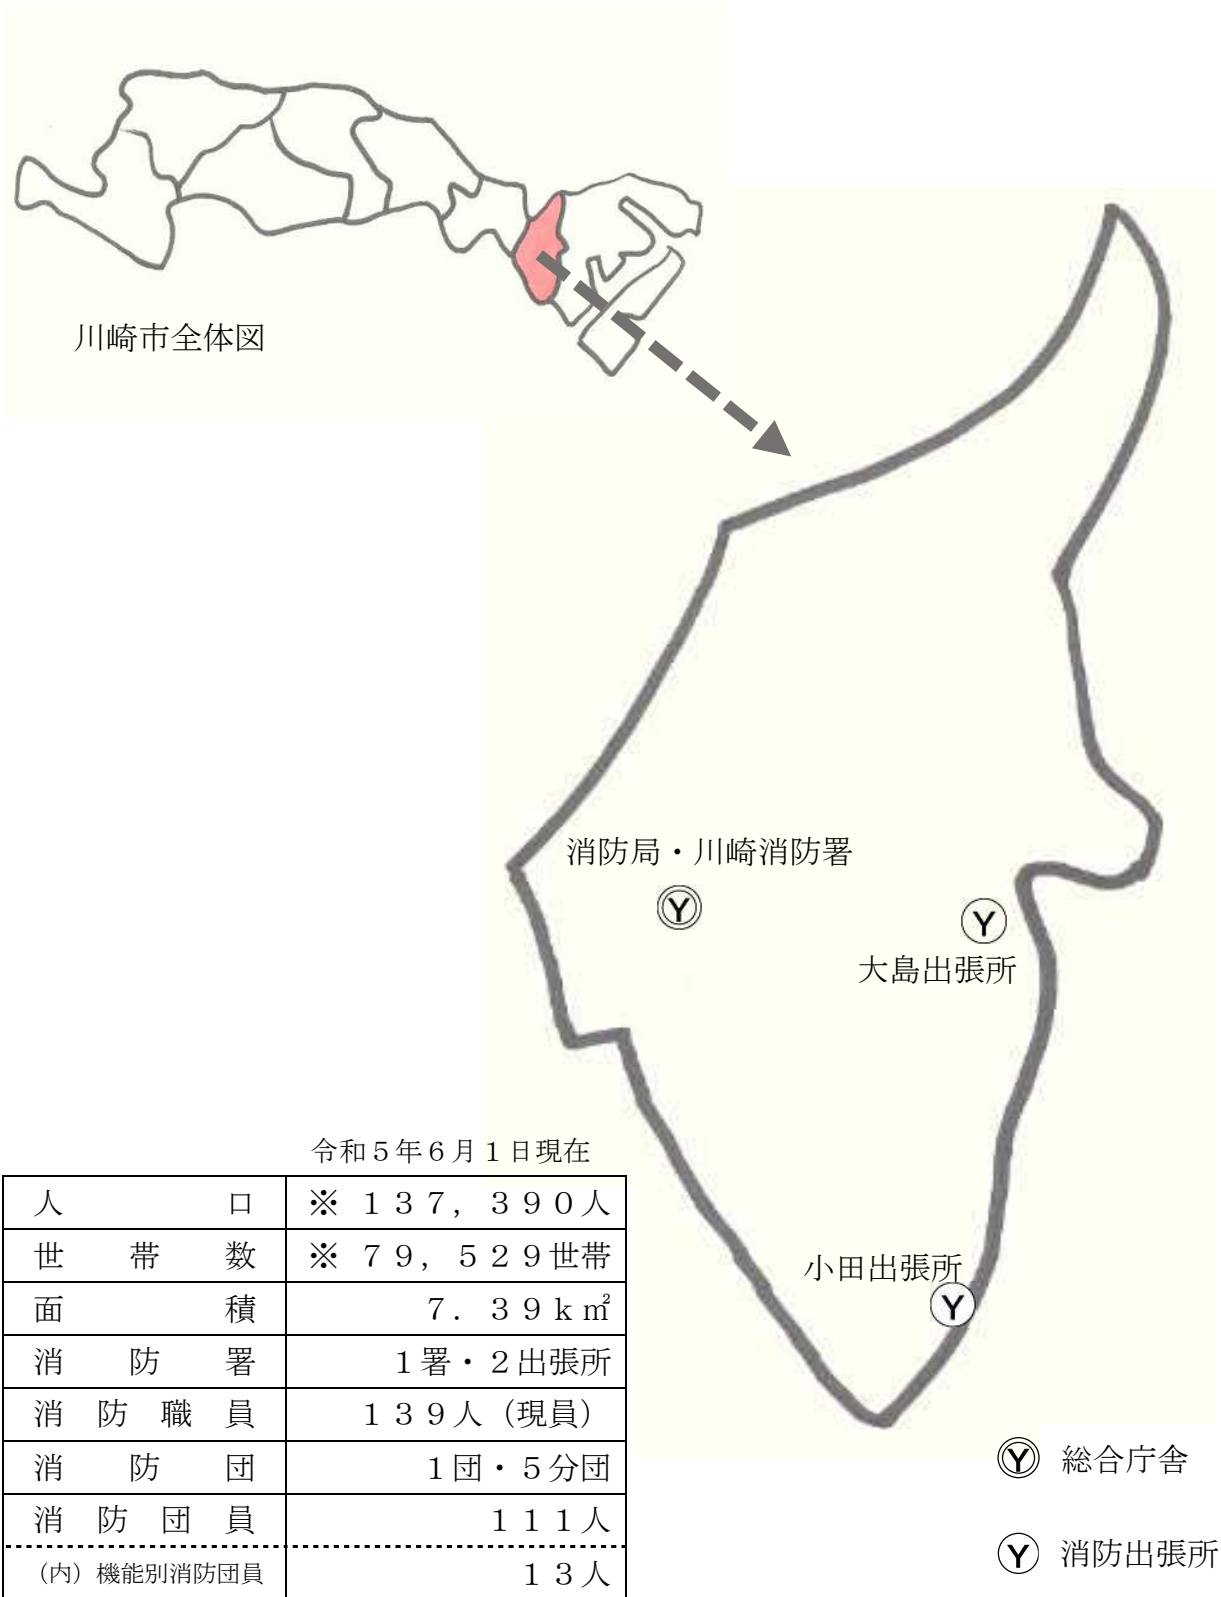 川崎市全体図
消防局・川崎消防署
Y
Y
大島出張所
小田出張所
Y
令和５年６月１日現在
人口 ※ １３７，３９０人
世帯数 ※ ７９，５２９世帯
面積 ７．３９ｋ㎡
消防署 １署・２出張所
消防職員 １３９人（現員）
消防団 １団・５分団
消防団員 １１１人
（内）機能別消防団員 １３人
Y 総合庁舎
Y 消防出張所